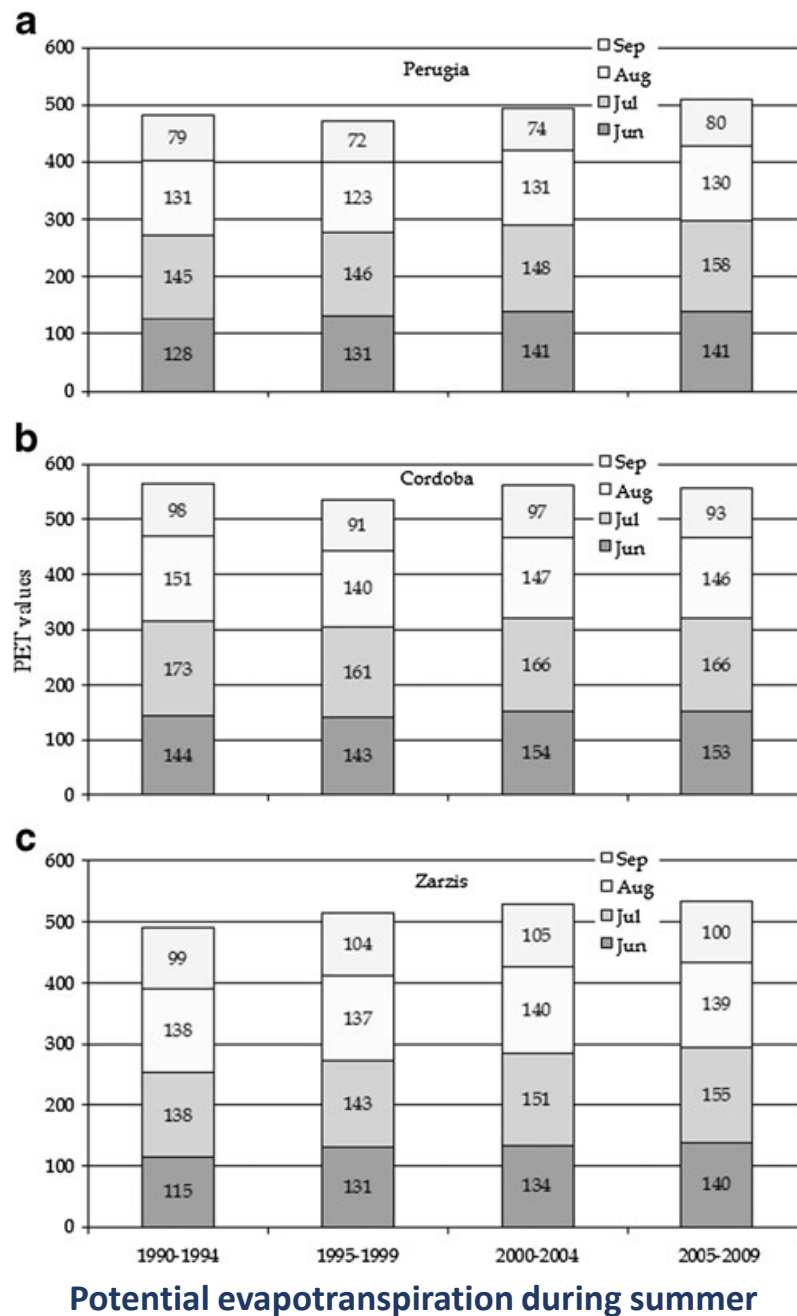 a
600
500
400
300
200
100
0
Perugia
Sep
Aug
Jul
Jun
79 72 74 80
131 123 131 130
145 146 148 158
128 131 141 141
b
PET values
600
500
400
300
200
100
0
Cordoba
Sep
Aug
Jul
Jun
98 91 97 93
151 140 147 146
173 161 166 166
144 143 154 153
c
600
500
400
300
200
100
0
Zarzis
Sep
Aug
Jul
Jun
99 104 105 100
138 137 140 139
138 143 151 155
115 131 134 140
1990-1994 1995-1999 2000-2004 2005-2009
Potential evapotranspiration during summer